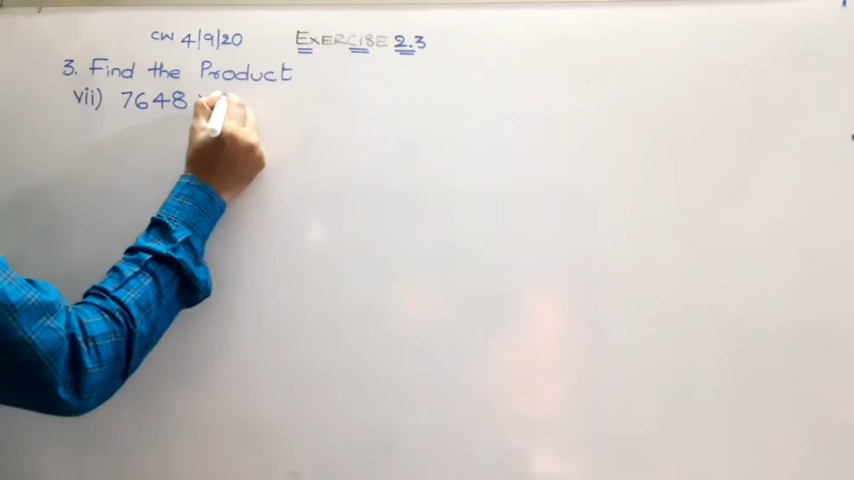 CW 4/9/20 EXERCISE 2.3
3. Find the Product
vii) 7648